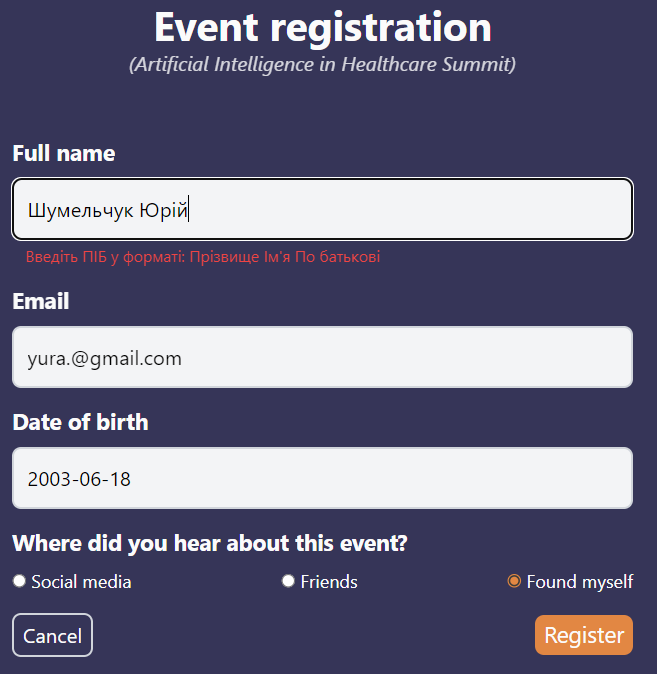 Event registration
(Artificial Intelligence in Healthcare Summit)
Full name
Шумельчук Юрій
Введіть ПІБ у форматі: Прізвище Ім'я По батькові
Email
yura.@gmail.com
Date of birth
2003-06-18
Where did you hear about this event?
Social media Friends Found myself
Cancel Register